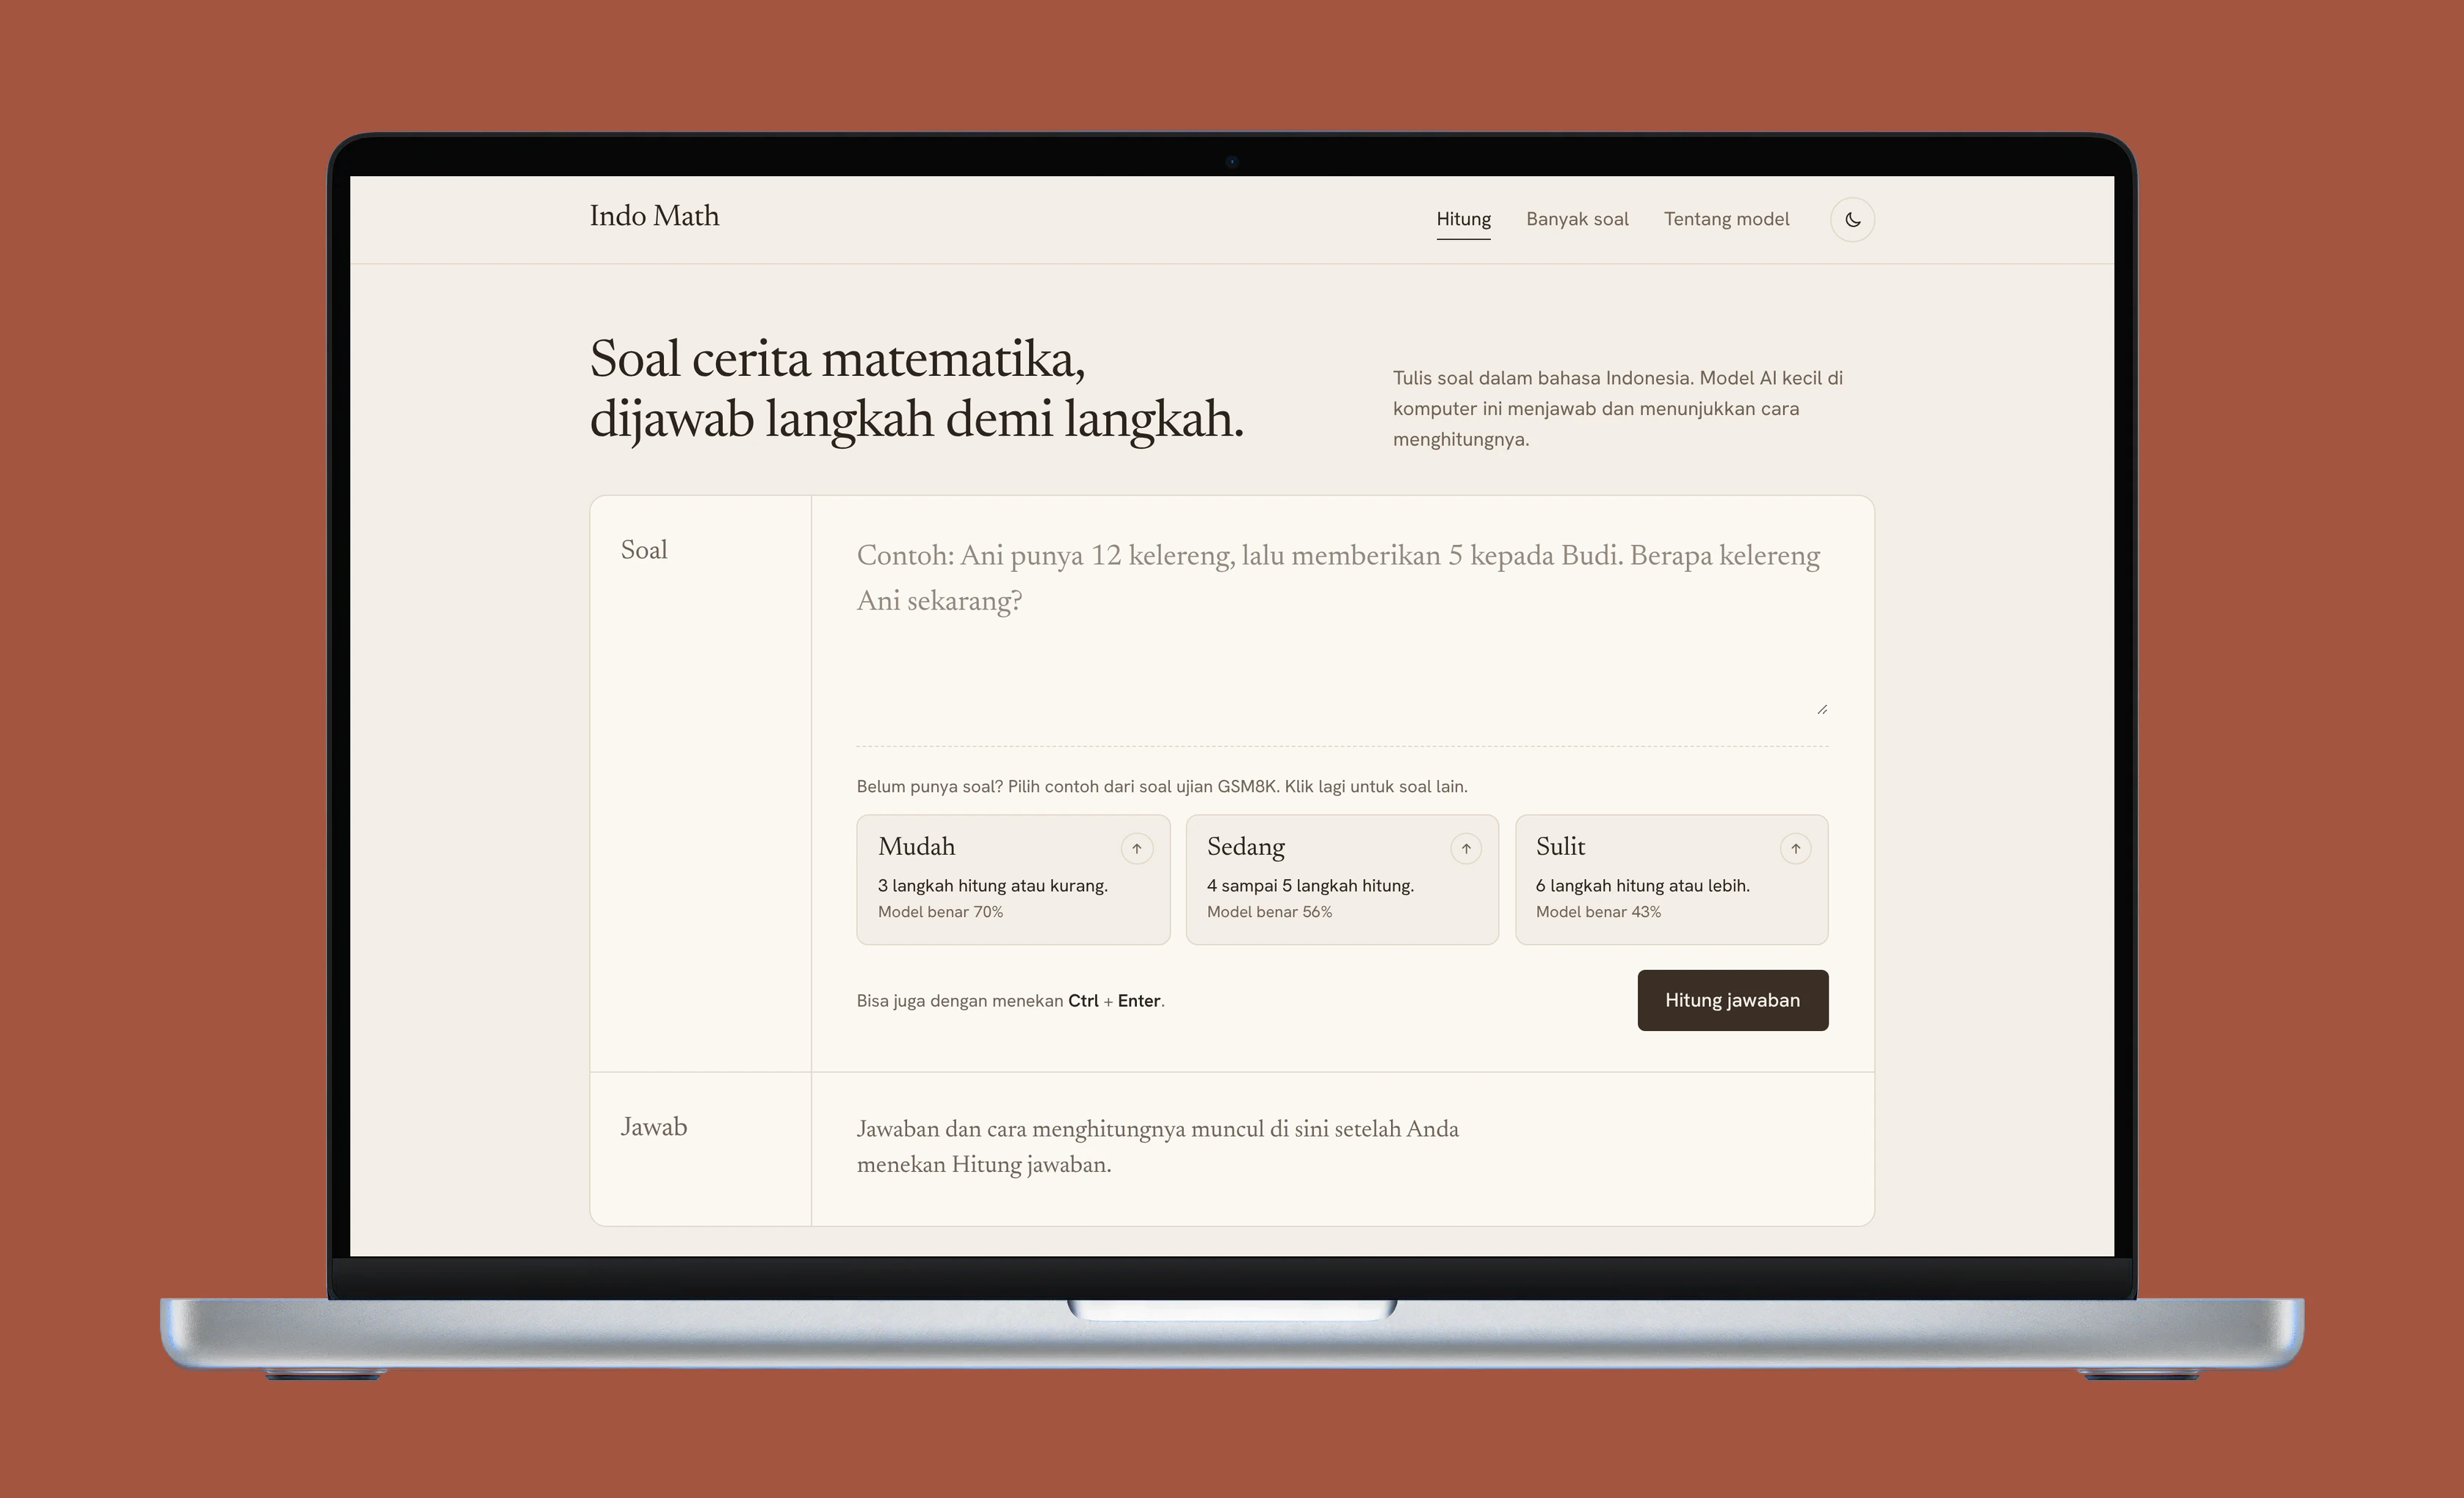 Indo Math
Hitung
Banyak soal
Tentang model
Soal cerita matematika,
dijawab langkah demi langkah.
Tulis soal dalam bahasa Indonesia. Model AI kecil di
komputer ini menjawab dan menunjukkan cara
menghitungnya.
Soal
Contoh: Ani punya 12 kelereng, lalu memberikan 5 kepada Budi. Berapa kelereng
Ani sekarang?
Belum punya soal? Pilih contoh dari soal ujian GSM8K. Klik lagi untuk soal lain.
Mudah
3 langkah hitung atau kurang.
Model benar 70%
Sedang
4 sampai 5 langkah hitung.
Model benar 56%
Sulit
6 langkah hitung atau lebih.
Model benar 43%
Bisa juga dengan menekan Ctrl + Enter.
Hitung jawaban
Jawab
Jawaban dan cara menghitungnya muncul di sini setelah Anda
menekan Hitung jawaban.